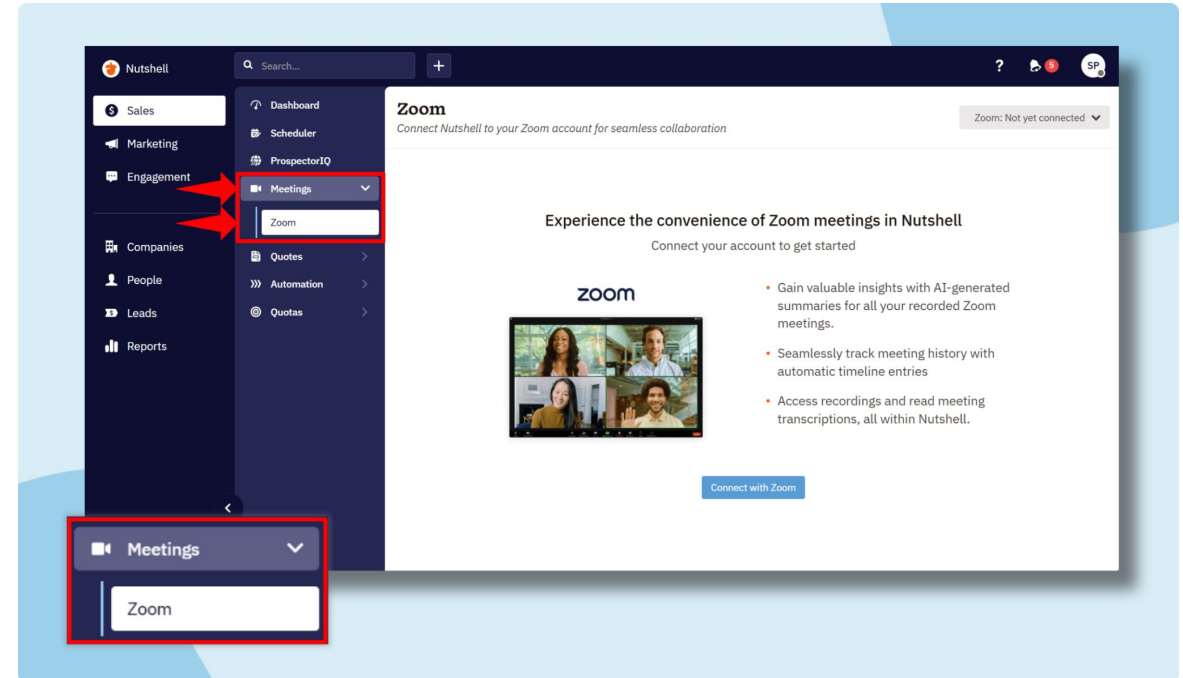 Nutshell
Search...
+
?
5
SP
Sales
Marketing
Engagement
Companies
People
Leads
Reports
Dashboard
Scheduler
ProspectorIQ
Meetings
Zoom
Quotes
Automation
Quotas
Zoom
Connect Nutshell to your Zoom account for seamless collaboration
Zoom: Not yet connected
Experience the convenience of Zoom meetings in Nutshell
Connect your account to get started
zoom
• Gain valuable insights with AI-generated
summaries for all your recorded Zoom
meetings.
• Seamlessly track meeting history with
automatic timeline entries
• Access recordings and read meeting
transcriptions, all within Nutshell.
Connect with Zoom
Meetings
Zoom